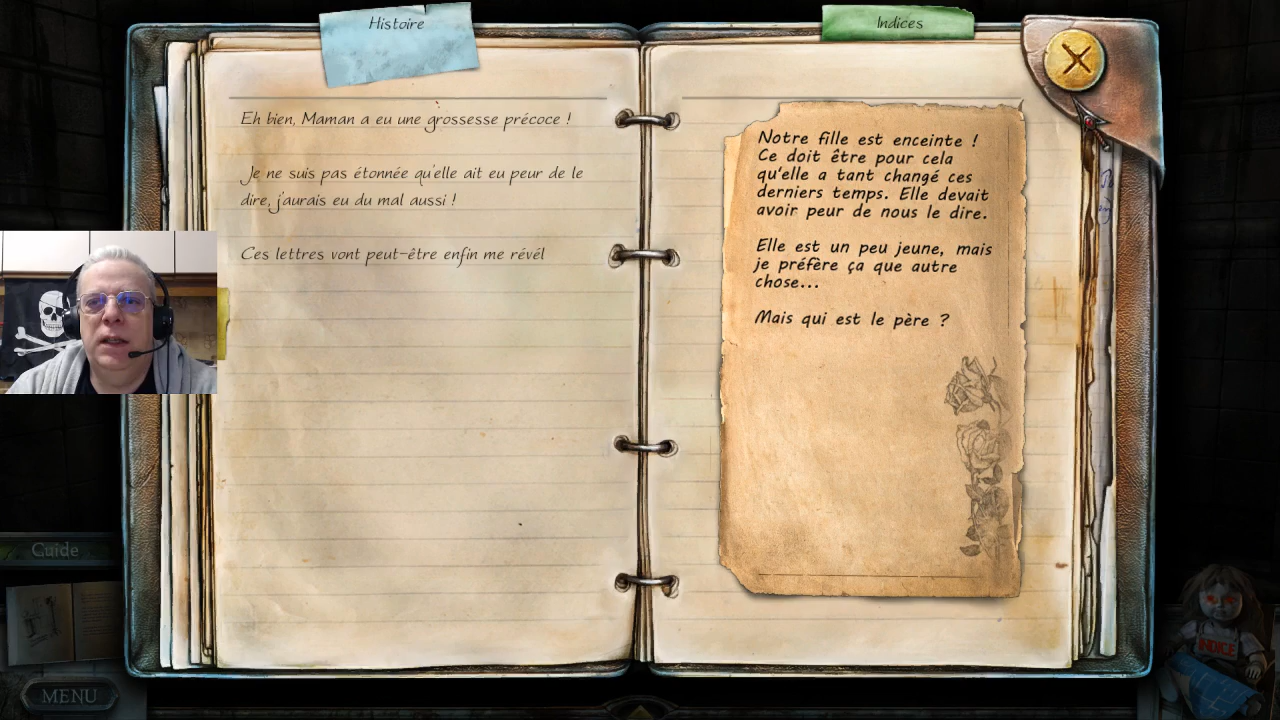 Histoire
Indices
Eh bien, Maman a eu une grossesse précoce !
Je ne suis pas étonnée qu'elle ait eu peur de le
dire, j'aurais eu du mal aussi !
Ces lettres vont peut-être enfin me révél
Notre fille est enceinte !
Ce doit être pour cela
qu'elle a tant changé ces
derniers temps. Elle devait
avoir peur de nous le dire.
Elle est un peu jeune, mais
je préfère ça que autre
chose...
Mais qui est le père ?
Guide
MENU
INDICE